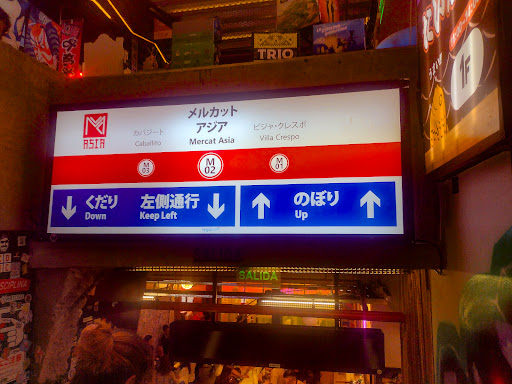 TRIO
M
ASIA
カバジート
Caballito
メルカット
アジア
Mercat Asia
ビジャ・クレスポ
Villa Crespo
M
03
M
02
M
01
くだり
Down
左側通行
Keep Left
のぼり
Up
1F
SALIDA